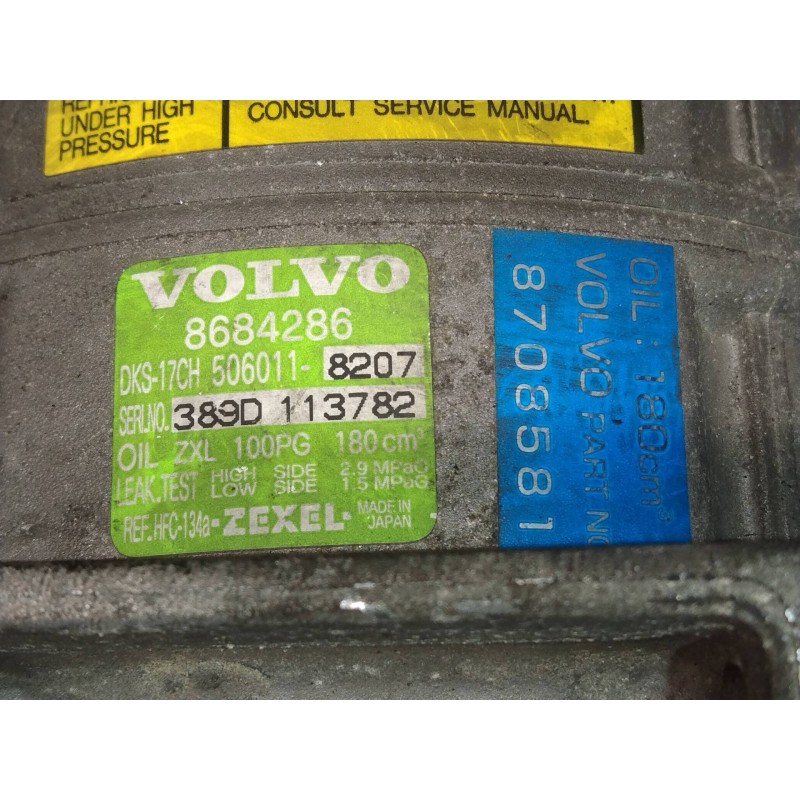 UNDER HIGH
PRESSURE
CONSULT SERVICE MANUAL.
VOLVO
8684286
DKS-17CH 506011- 8207
SERI.NO. 389D 113782
OIL ZXL 100PG 180cm³
LEAK.TEST HIGH SIDE 2.9 MPaG
LOW SIDE 1.5 MPaG
REF. HFC-134a ·ZEXEL· MADE IN JAPAN
OIL : 180cm³
VOLVO PART NO
8708581